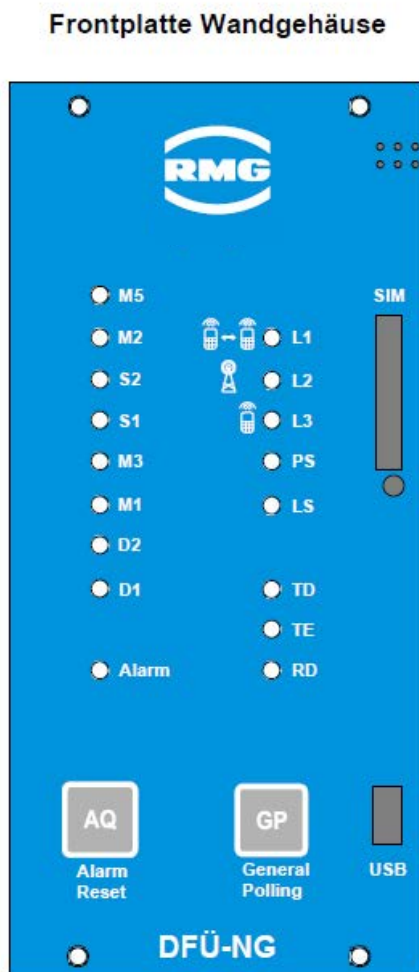 Frontplatte Wandgehäuse
RMG
M5
SIM
M2
L1
S2
L2
S1
L3
M3
PS
M1
LS
D2
D1
TD
TE
Alarm
RD
AQ
GP
Alarm
Reset
General
Polling
USB
DFÜ-NG